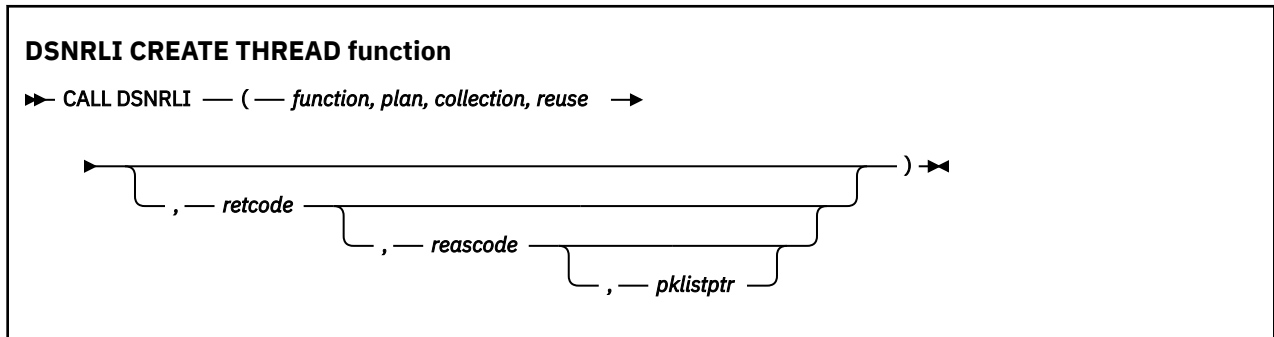 DSNRLI CREATE THREAD function
CALL DSNRLI ( function, plan, collection, reuse
)
, retcode
, reascode
, pklistptr